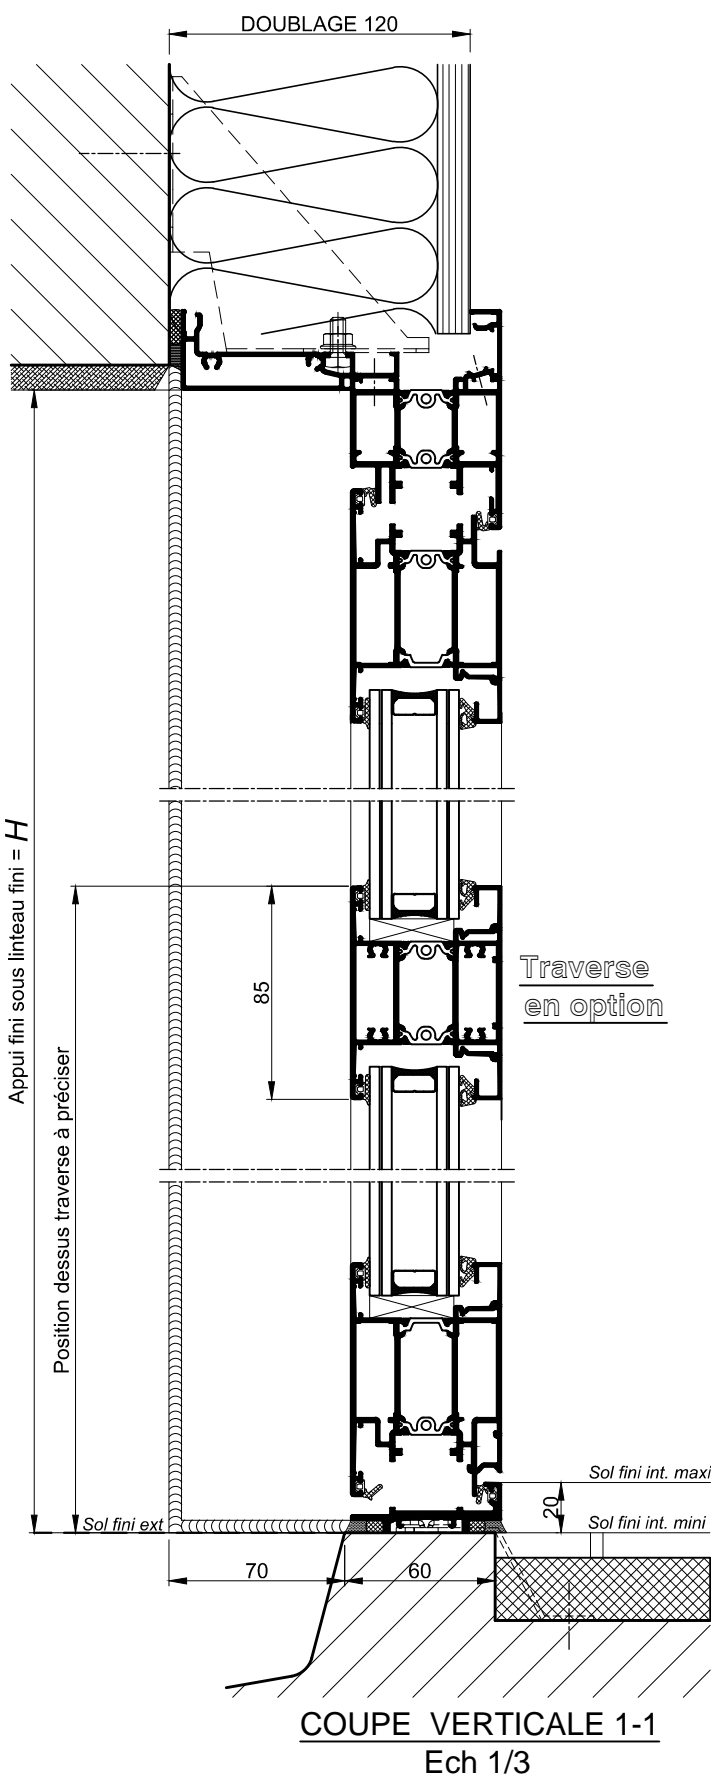 DOUBLAGE 120
Appui fini sous linteau fini = H
Position dessus traverse à préciser
85
Traverse
en option
Sol fini int. maxi
20
Sol fini ext
Sol fini int. mini
70
60
COUPE VERTICALE 1-1
Ech 1/3